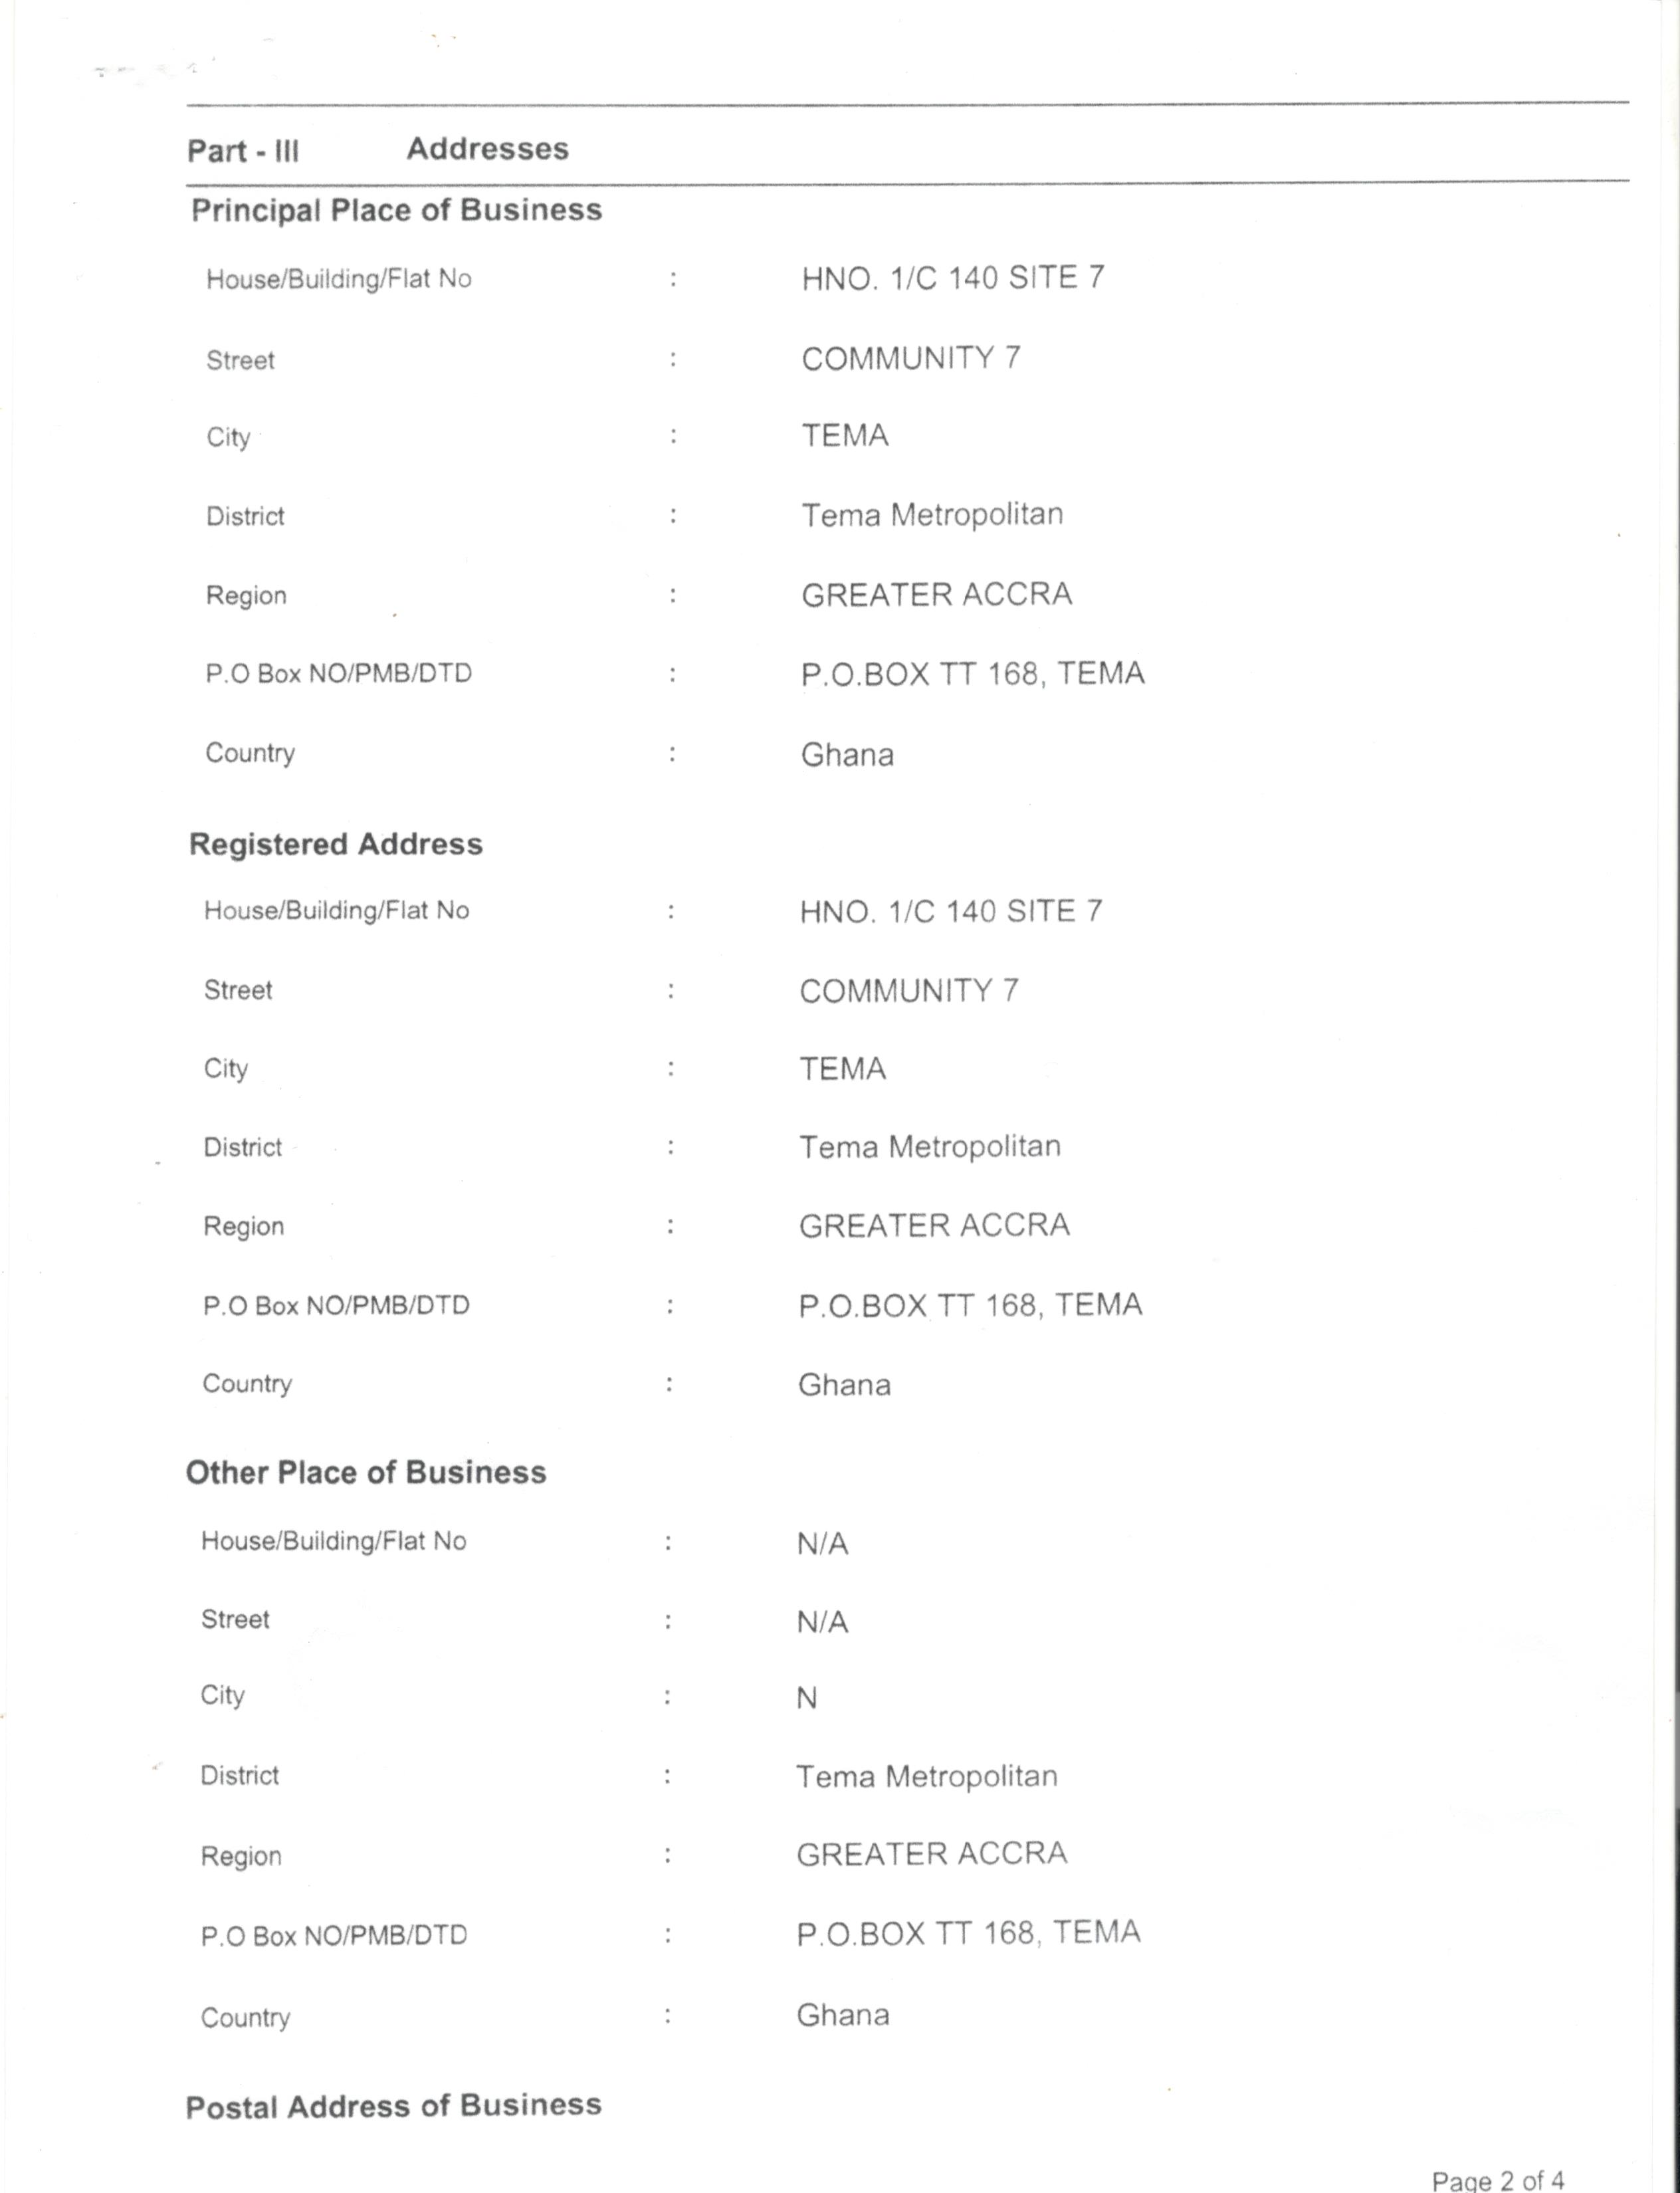 Part - III Addresses
Principal Place of Business
House/Building/Flat No : HNO. 1/C 140 SITE 7
Street : COMMUNITY 7
City : TEMA
District : Tema Metropolitan
Region : GREATER ACCRA
P.O Box NO/PMB/DTD : P.O.BOX TT 168, TEMA
Country : Ghana
Registered Address
House/Building/Flat No : HNO. 1/C 140 SITE 7
Street : COMMUNITY 7
City : TEMA
District : Tema Metropolitan
Region : GREATER ACCRA
P.O Box NO/PMB/DTD : P.O.BOX TT 168, TEMA
Country : Ghana
Other Place of Business
House/Building/Flat No : N/A
Street : N/A
City : N
District : Tema Metropolitan
Region : GREATER ACCRA
P.O Box NO/PMB/DTD : P.O.BOX TT 168, TEMA
Country : Ghana
Postal Address of Business
Page 2 of 4